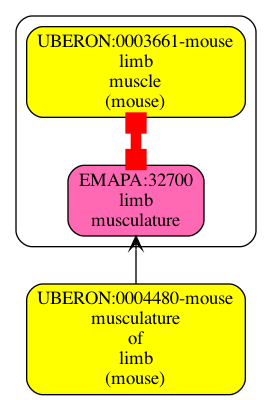 UBERON:0003661-mouse
limb
muscle
(mouse)
EMAPA:32700
limb
musculature
UBERON:0004480-mouse
musculature
of
limb
(mouse)